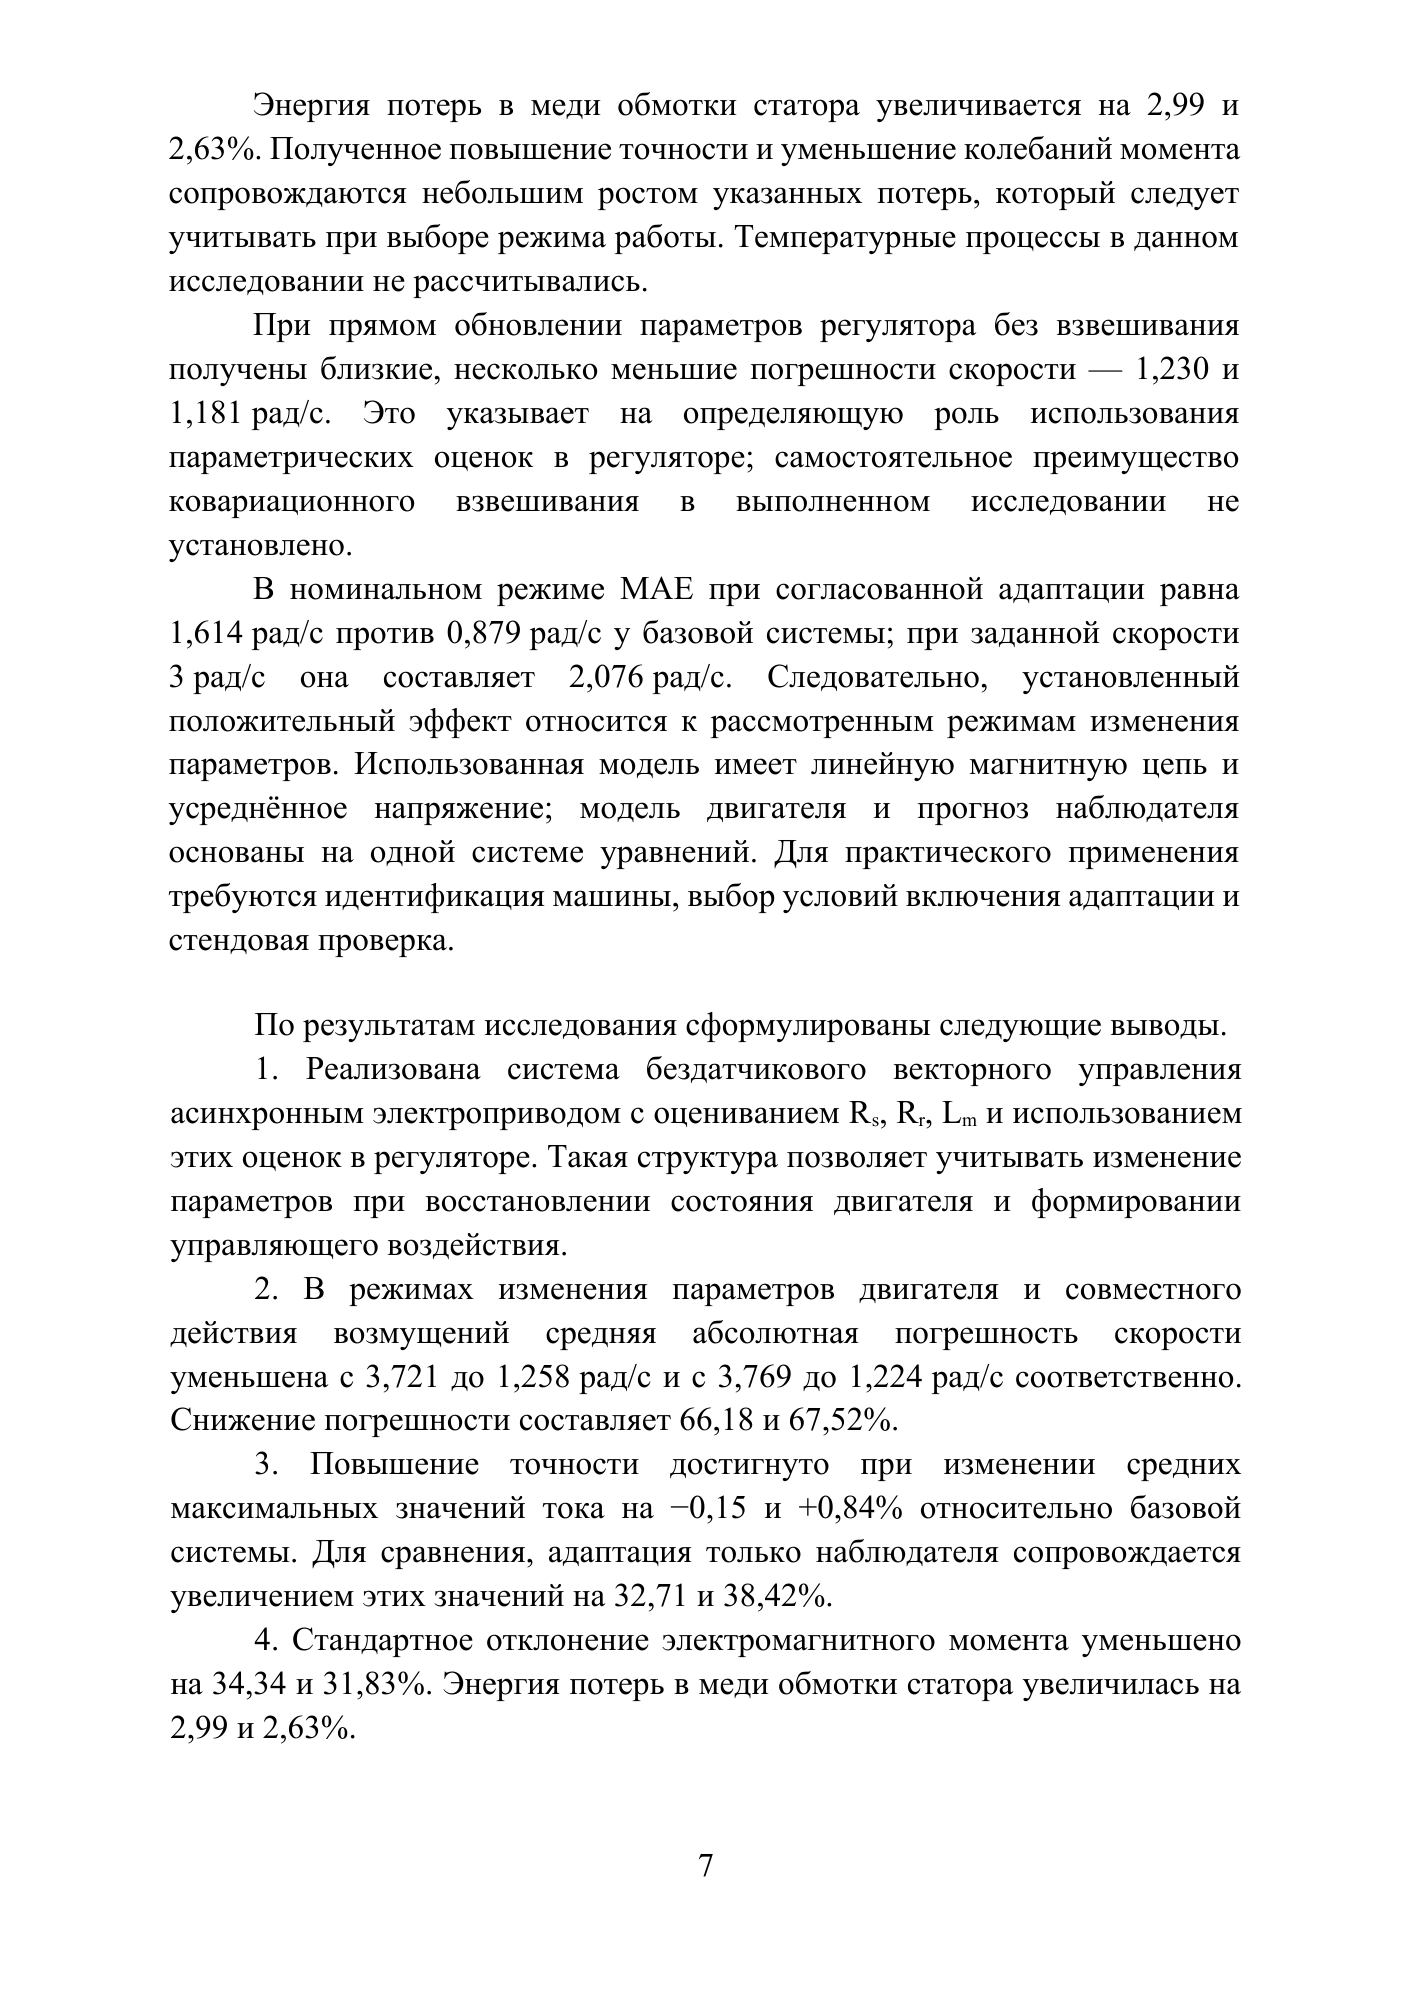 Энергия потерь в меди обмотки статора увеличивается на 2,99 и
2,63%. Полученное повышение точности и уменьшение колебаний момента
сопровождаются небольшим ростом указанных потерь, который следует
учитывать при выборе режима работы. Температурные процессы в данном
исследовании не рассчитывались.
При прямом обновлении параметров регулятора без взвешивания
получены близкие, несколько меньшие погрешности скорости — 1,230 и
1,181 рад/с. Это указывает на определяющую роль использования
параметрических оценок в регуляторе; самостоятельное преимущество
ковариационного взвешивания в выполненном исследовании не
установлено.
В номинальном режиме MAE при согласованной адаптации равна
1,614 рад/с против 0,879 рад/с у базовой системы; при заданной скорости
3 рад/с она составляет 2,076 рад/с. Следовательно, установленный
положительный эффект относится к рассмотренным режимам изменения
параметров. Использованная модель имеет линейную магнитную цепь и
усреднённое напряжение; модель двигателя и прогноз наблюдателя
основаны на одной системе уравнений. Для практического применения
требуются идентификация машины, выбор условий включения адаптации и
стендовая проверка.
По результатам исследования сформулированы следующие выводы.
1. Реализована система бездатчикового векторного управления
асинхронным электроприводом с оцениванием Rs, Rr, Lm и использованием
этих оценок в регуляторе. Такая структура позволяет учитывать изменение
параметров при восстановлении состояния двигателя и формировании
управляющего воздействия.
2. В режимах изменения параметров двигателя и совместного
действия возмущений средняя абсолютная погрешность скорости
уменьшена с 3,721 до 1,258 рад/с и с 3,769 до 1,224 рад/с соответственно.
Снижение погрешности составляет 66,18 и 67,52%.
3. Повышение точности достигнуто при изменении средних
максимальных значений тока на −0,15 и +0,84% относительно базовой
системы. Для сравнения, адаптация только наблюдателя сопровождается
увеличением этих значений на 32,71 и 38,42%.
4. Стандартное отклонение электромагнитного момента уменьшено
на 34,34 и 31,83%. Энергия потерь в меди обмотки статора увеличилась на
2,99 и 2,63%.
7